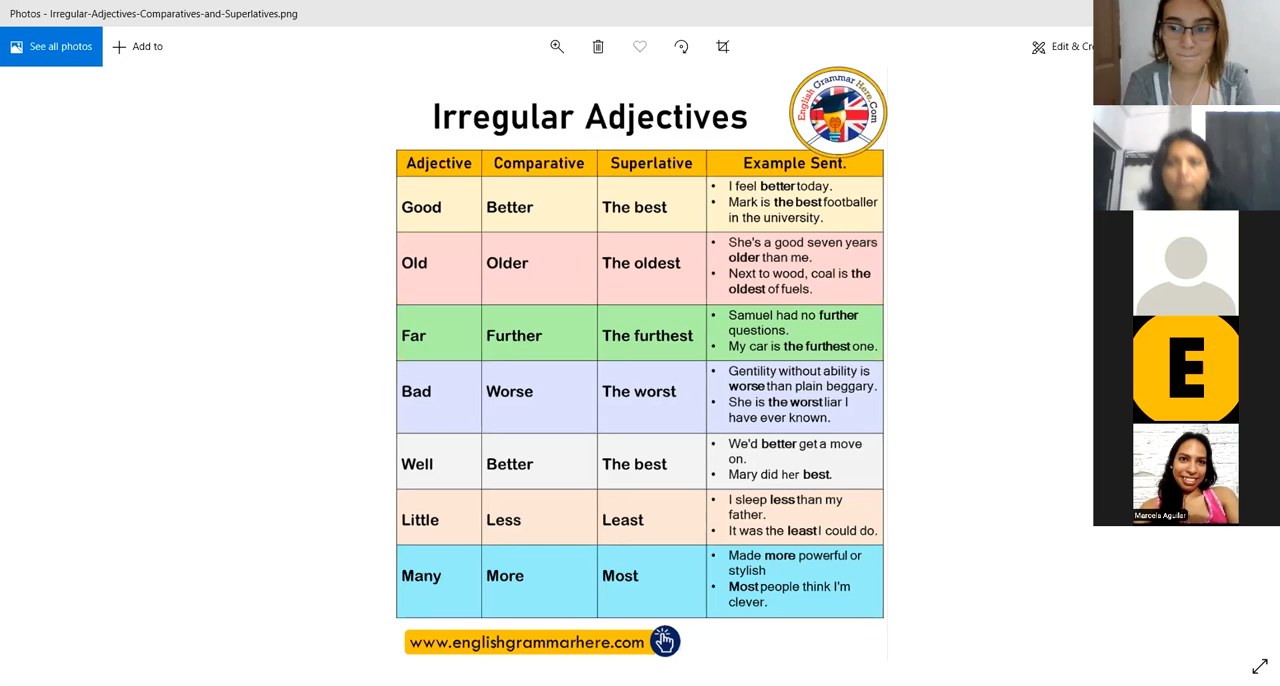 Photos - Irregular-Adjectives-Comparatives-and-Superlatives.png
See all photos
Add to
Edit & Cr
Irregular Adjectives
English Grammar Here.Com
Adjective Comparative Superlative Example Sent.
Good Better The best
• I feel better today.
• Mark is the best footballer
in the university.
Old Older The oldest
• She's a good seven years
older than me.
• Next to wood, coal is the
oldest of fuels.
Far Further The furthest
• Samuel had no further
questions.
• My car is the furthest one.
Bad Worse The worst
• Gentility without ability is
worse than plain beggary.
• She is the worst liar I
have ever known.
Well Better The best
• We'd better get a move
on.
• Mary did her best.
Little Less Least
• I sleep less than my
father.
• It was the least I could do.
Many More Most
• Made more powerful or
stylish
• Most people think I'm
clever.
www.englishgrammarhere.com
E
Marcela Aguilar